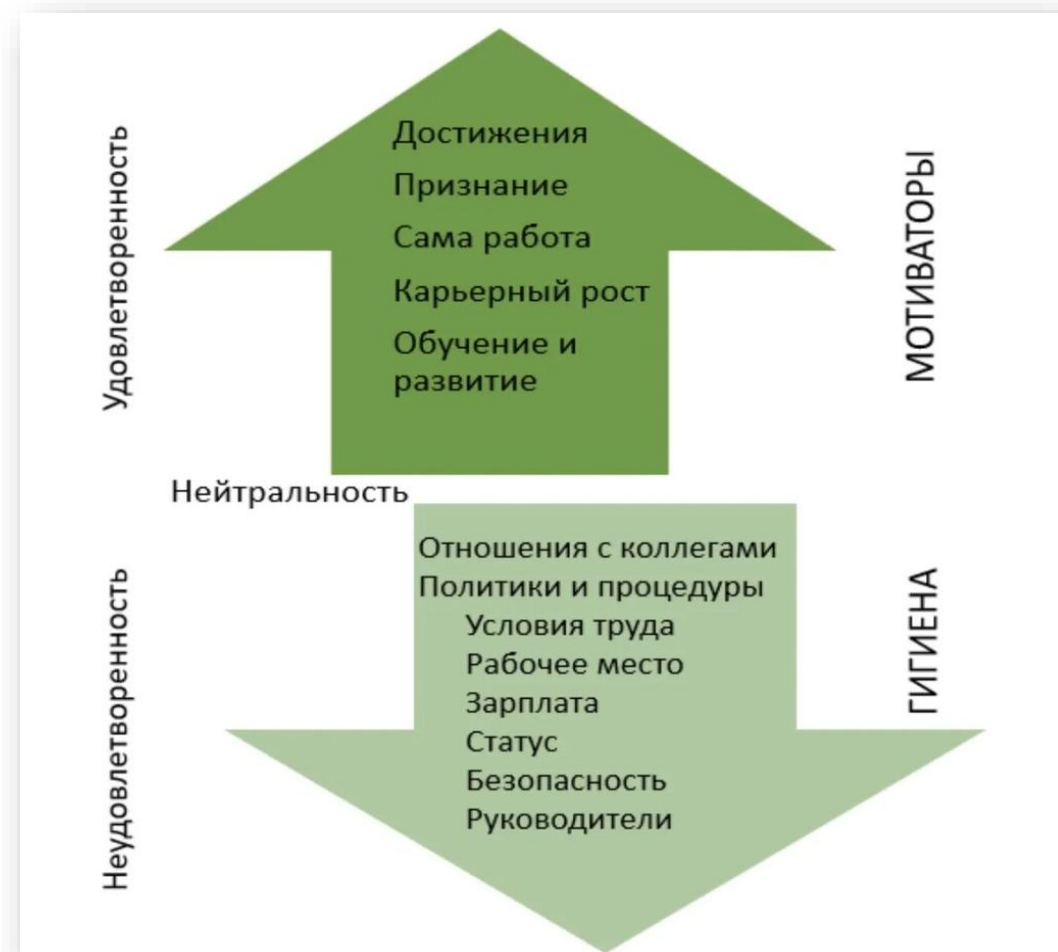 Удовлетворенность
Достижения
Признание
Сама работа
Карьерный рост
Обучение и
развитие
МОТИВАТОРЫ
Нейтральность
Неудовлетворенность
Отношения с коллегами
Политики и процедуры
Условия труда
Рабочее место
Зарплата
Статус
Безопасность
Руководители
ГИГИЕНА